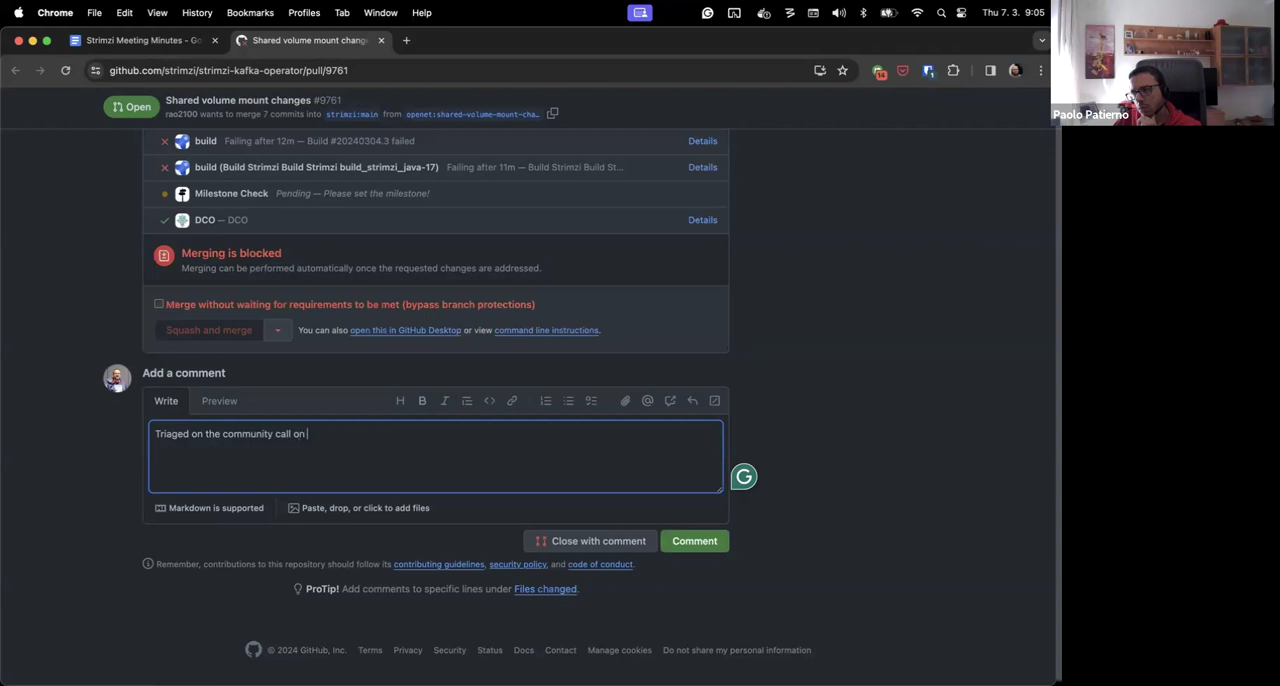 Chrome File Edit View History Bookmarks Profiles Tab Window Help Thu 7. 3. 9:05
Strimzi Meeting Minutes - Go Shared volume mount change
github.com/strimzi/strimzi-kafka-operator/pull/9761 14 1
Paolo Patierno
Open Shared volume mount changes #9761
rao2100 wants to merge 7 commits into strimzi:main from openet:shared-volume-mount-cha…
build Failing after 12m — Build #20240304.3 failed Details
build (Build Strimzi Build Strimzi build_strimzi_java-17) Failing after 11m — Build Strimzi Build St… Details
Milestone Check Pending — Please set the milestone!
DCO — DCO Details
Merging is blocked
Merging can be performed automatically once the requested changes are addressed.
Merge without waiting for requirements to be met (bypass branch protections)
Squash and merge You can also open this in GitHub Desktop or view command line instructions.
Add a comment
Write Preview
Triaged on the community call on
Markdown is supported Paste, drop, or click to add files
Close with comment Comment
Remember, contributions to this repository should follow its contributing guidelines, security policy, and code of conduct.
ProTip! Add comments to specific lines under Files changed.
© 2024 GitHub, Inc. Terms Privacy Security Status Docs Contact Manage cookies Do not share my personal information